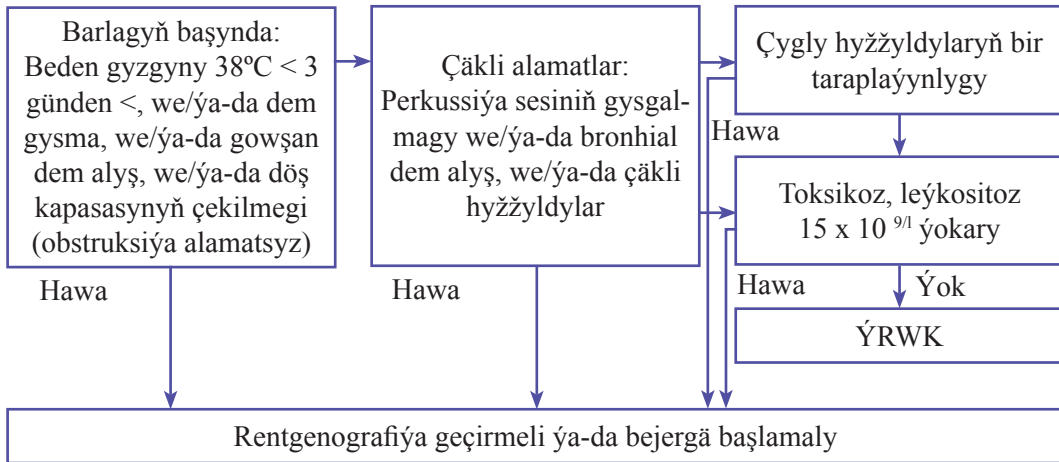 Barlagyň başynda:
Beden gyzgyny 38ºC < 3
günden <, we/ýa-da dem
gysma, we/ýa-da gowşan
dem alyş, we/ýa-da döş
kapasasynyň çekilmegi
(obstruksiýa alamatsyz)
Hawa
Çäkli alamatlar:
Perkussiýa sesiniň gysgal-
magy we/ýa-da bronhial
dem alyş, we/ýa-da çäkli
hyžžyldylar
Hawa
Çygly hyžžyldylaryň bir
taraplaýynlygy
Hawa
Toksikoz, leýkositoz
15 x 10 9/l ýokary
Hawa
Ýok
ÝRWK
Rentgenografiýa geçirmeli ýa-da bejergä başlamaly